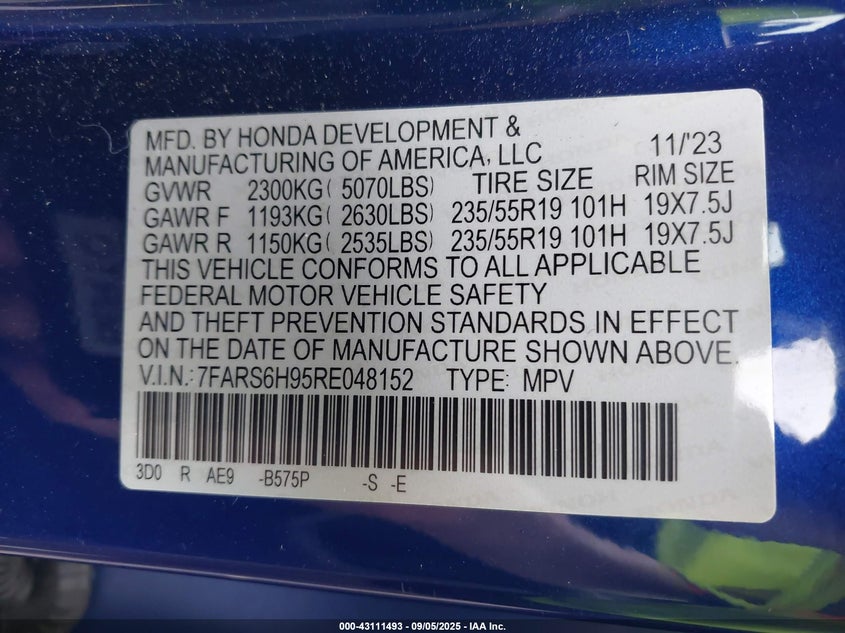 MFD. BY HONDA DEVELOPMENT &
MANUFACTURING OF AMERICA, LLC 11/'23
GVWR 2300KG( 5070LBS) TIRE SIZE RIM SIZE
GAWR F 1193KG( 2630LBS) 235/55R19 101H 19X7.5J
GAWR R 1150KG( 2535LBS) 235/55R19 101H 19X7.5J
THIS VEHICLE CONFORMS TO ALL APPLICABLE
FEDERAL MOTOR VEHICLE SAFETY
AND THEFT PREVENTION STANDARDS IN EFFECT
ON THE DATE OF MANUFACTURE SHOWN ABOVE.
V.I.N.:7FARS6H95RE048152 TYPE: MPV
3D0 R AE9 -B575P -S -E
000-43111493 - 09/05/2025 - IAA Inc.